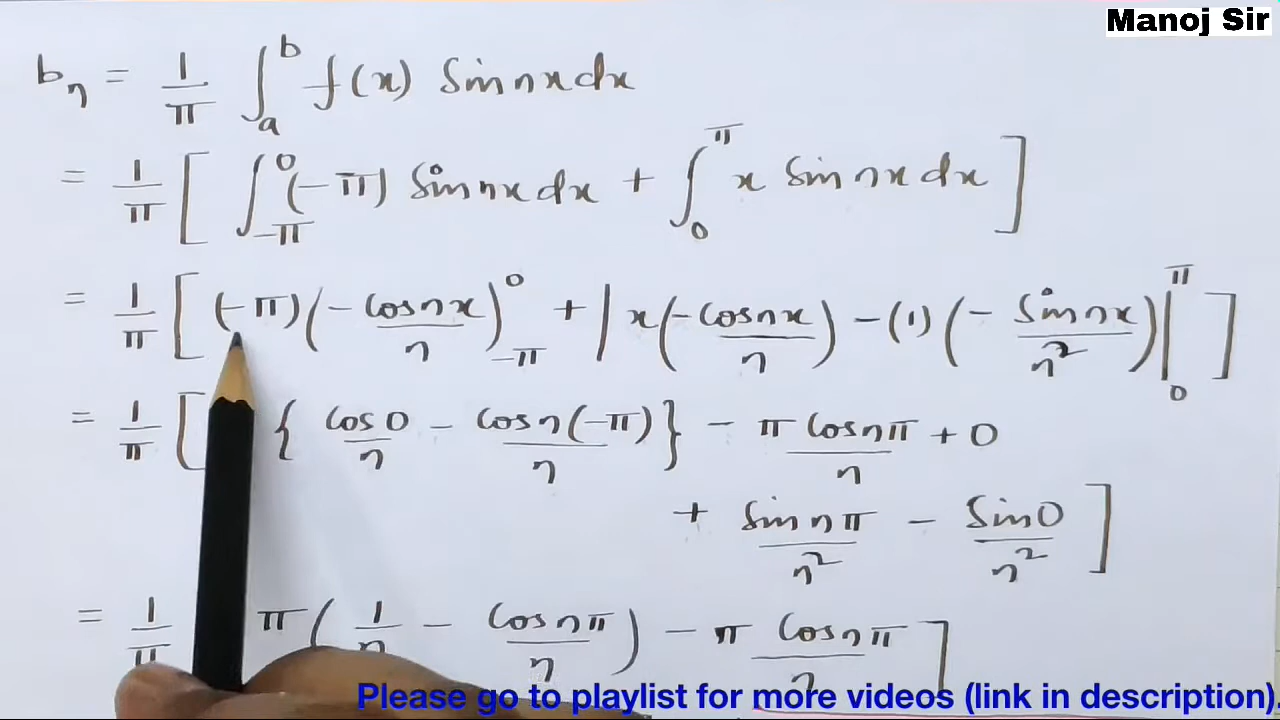 Manoj Sir
bₙ = 1/π ∫_a^b f(x) Sin nx dx
= 1/π [ ∫_{-π}^0 (-π) Sin nx dx + ∫_0^π x Sin nx dx ]
= 1/π [ (-π) ( - Cos nx / n )_{-π}^0 + | x ( - Cos nx / n ) - (1) ( - Sin nx / n² ) |_0^π ]
= 1/π [ { Cos 0 / n - Cos n(-π) / n } - π Cos nπ / n + 0
+ Sin nπ / n² - Sin 0 / n² ]
= 1/π π ( 1/n - Cos nπ / n ) - π Cos nπ / n ]
Please go to playlist for more videos (link in description)